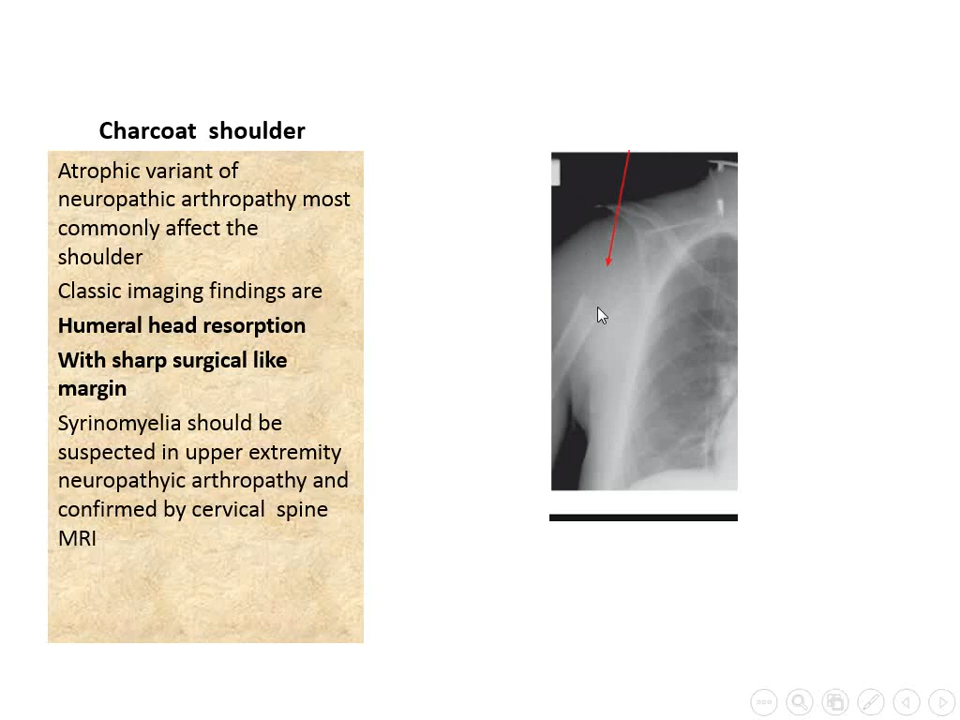 Charcoat shoulder
Atrophic variant of
neuropathic arthropathy most
commonly affect the
shoulder
Classic imaging findings are
Humeral head resorption
With sharp surgical like
margin
Syrinomyelia should be
suspected in upper extremity
neuropathyic arthropathy and
confirmed by cervical spine
MRI